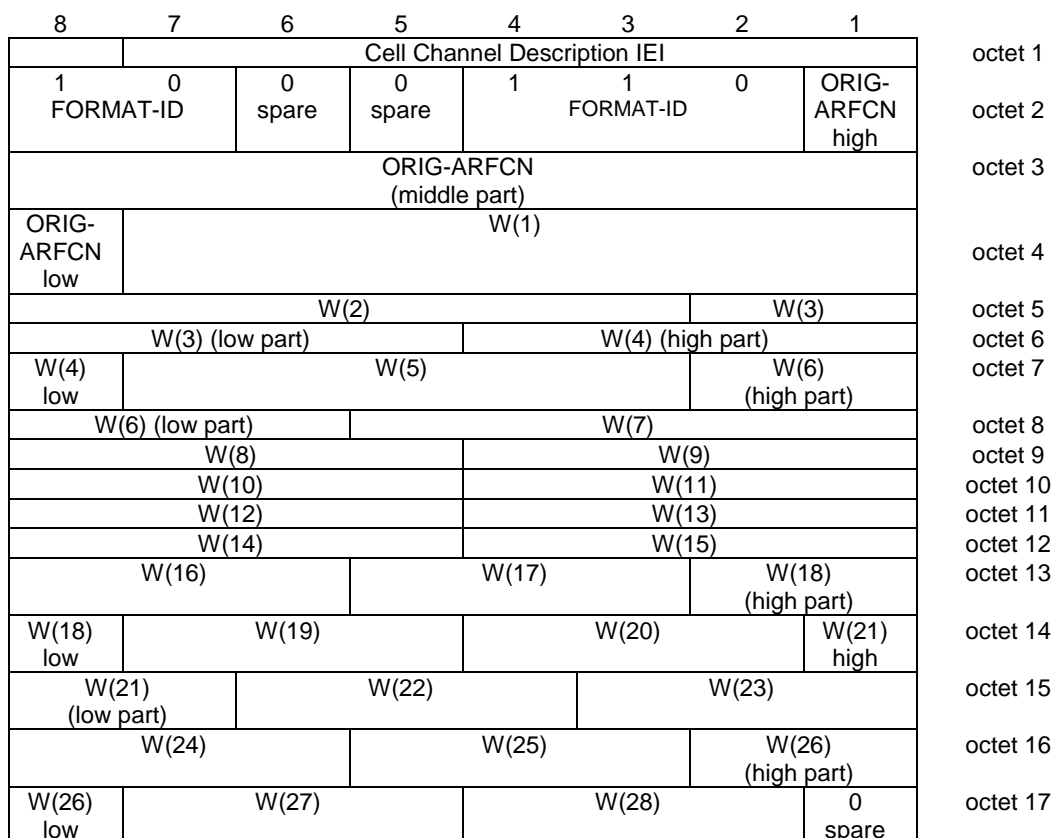 8 7 6 5 4 3 2 1
Cell Channel Description IEI octet 1
1 0 0 0 1 1 0 ORIG-
FORMAT-ID spare spare FORMAT-ID ARFCN octet 2
high
ORIG-ARFCN octet 3
(middle part)
ORIG- W(1)
ARFCN octet 4
low
W(2) W(3) octet 5
W(3) (low part) W(4) (high part) octet 6
W(4) W(5) W(6) octet 7
low (high part)
W(6) (low part) W(7) octet 8
W(8) W(9) octet 9
W(10) W(11) octet 10
W(12) W(13) octet 11
W(14) W(15) octet 12
W(16) W(17) W(18) octet 13
(high part)
W(18) W(19) W(20) W(21) octet 14
low high
W(21) W(22) W(23) octet 15
(low part)
W(24) W(25) W(26) octet 16
(high part)
W(26) W(27) W(28) 0 octet 17
low spare